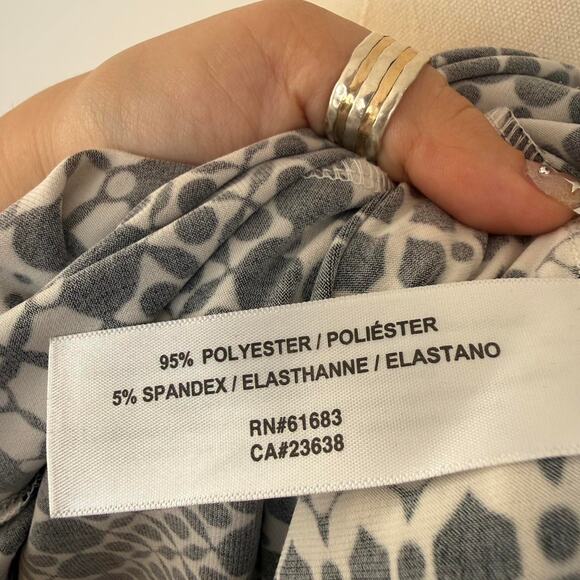 95% POLYESTER / POLIÉSTER
5% SPANDEX / ELASTHANNE / ELASTANO
RN#61683
CA#23638